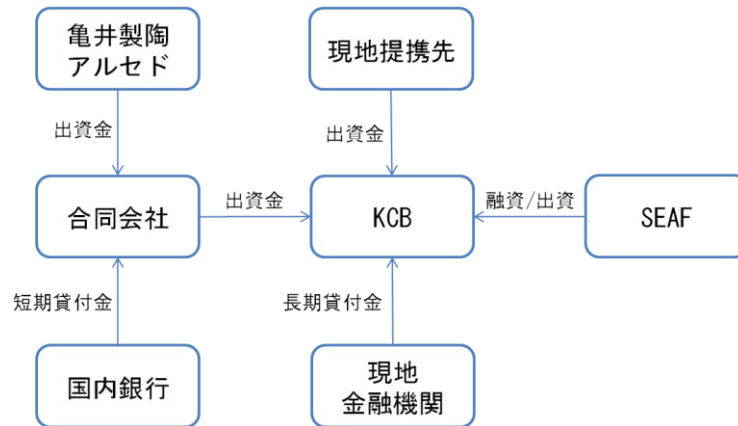 亀井製陶
アルセド
現地提携先
出資金
出資金
合同会社
出資金
KCB
融資/出資
SEAF
短期貸付金
長期貸付金
国内銀行
現地
金融機関